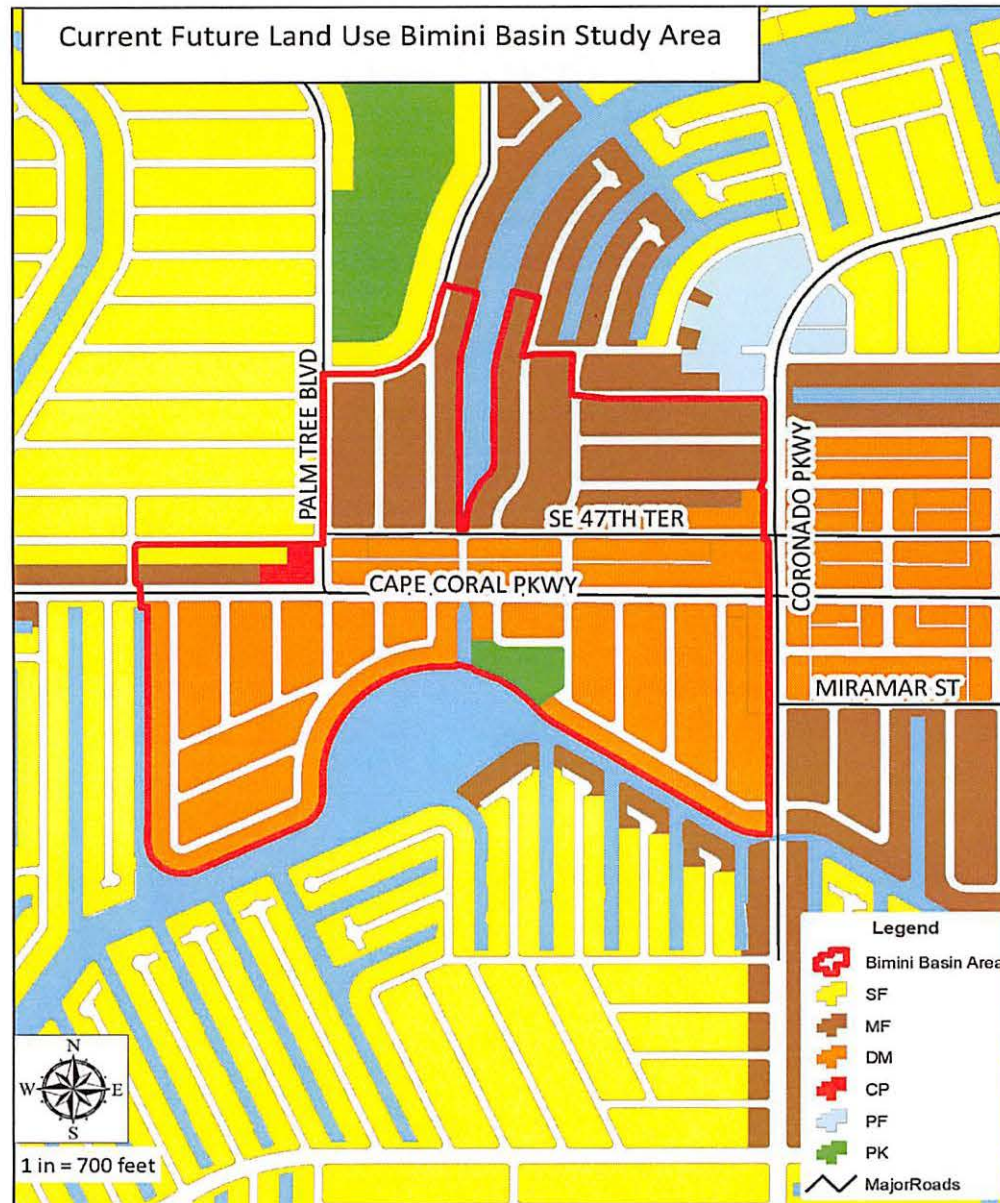 Current Future Land Use Bimini Basin Study Area
PALM TREE BLVD
CORONADO PKWY
SE 47TH TER
CAPE CORAL PKWY
MIRAMAR ST
Legend
Bimini Basin Area
SF
MF
DM
CP
PF
PK
MajorRoads
N
W E
S
1 in = 700 feet